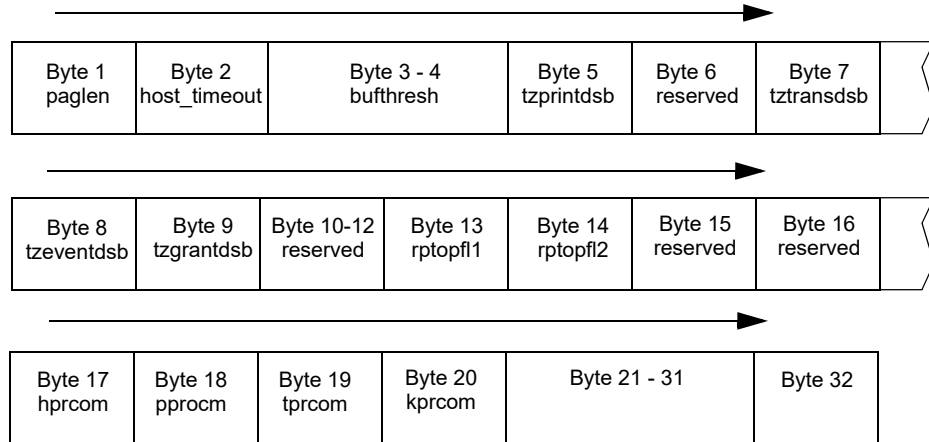 Byte 1
paglen
Byte 2
host_timeout
Byte 3 - 4
bufthresh
Byte 5
tzprintdsb
Byte 6
reserved
Byte 7
tztransdsb
Byte 8
tzeventdsb
Byte 9
tzgrantdsb
Byte 10-12
reserved
Byte 13
rptopfl1
Byte 14
rptopfl2
Byte 15
reserved
Byte 16
reserved
Byte 17
hprcom
Byte 18
pprocm
Byte 19
tprcom
Byte 20
kprcom
Byte 21 - 31
Byte 32